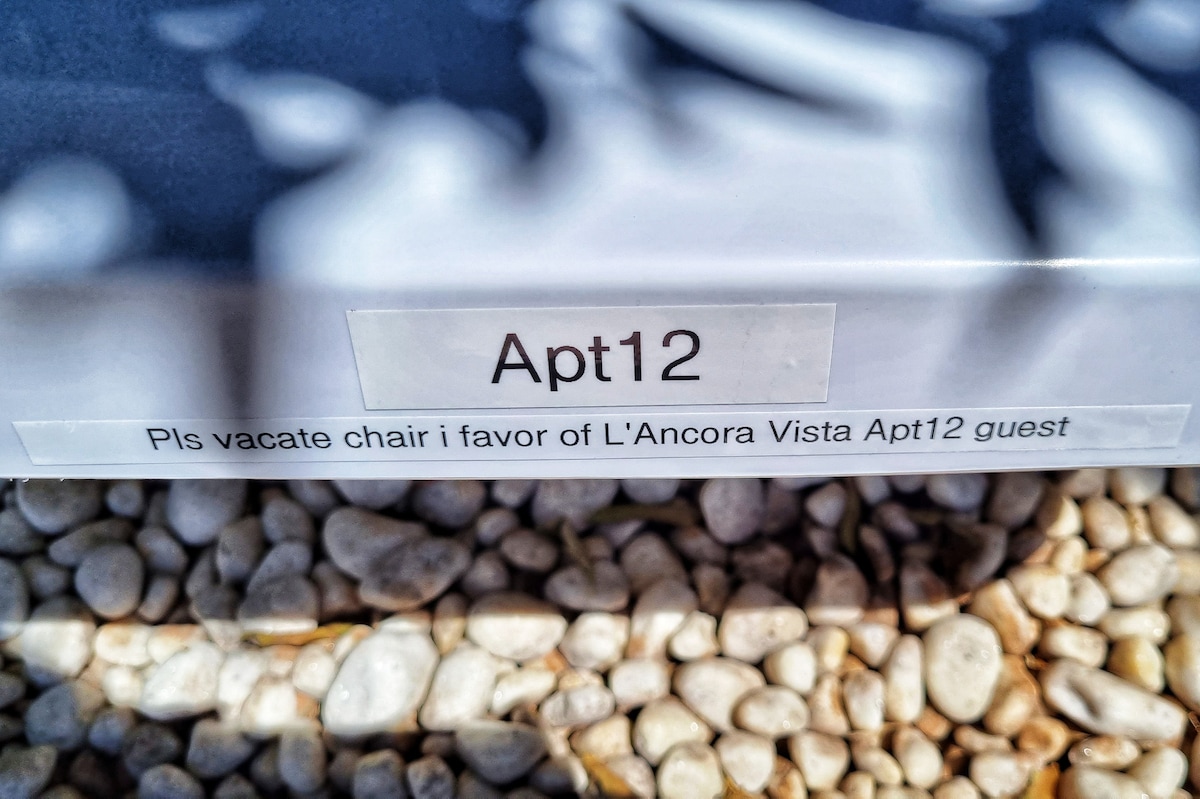 Apt12
Pls vacate chair i favor of L'Ancora Vista Apt12 guest